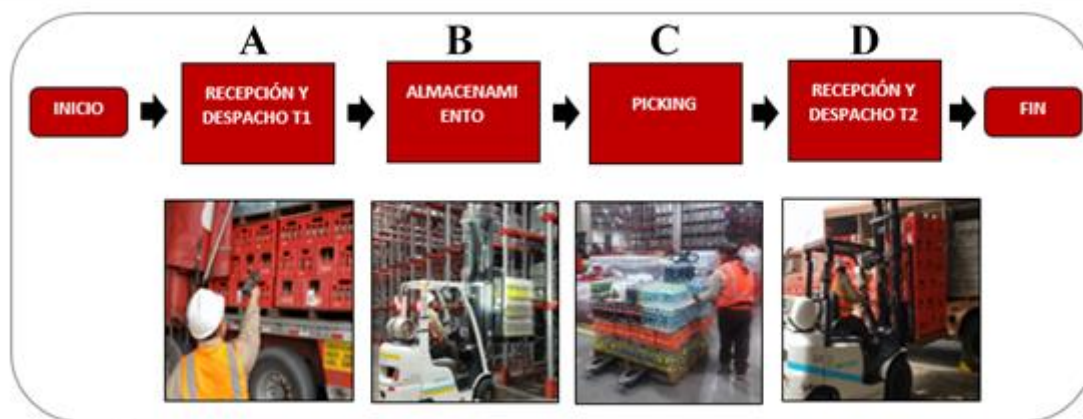 A
B
C
D
INICIO
RECEPCIÓN Y
DESPACHO T1
ALMACENAMI
ENTO
PICKING
RECEPCIÓN Y
DESPACHO T2
FIN